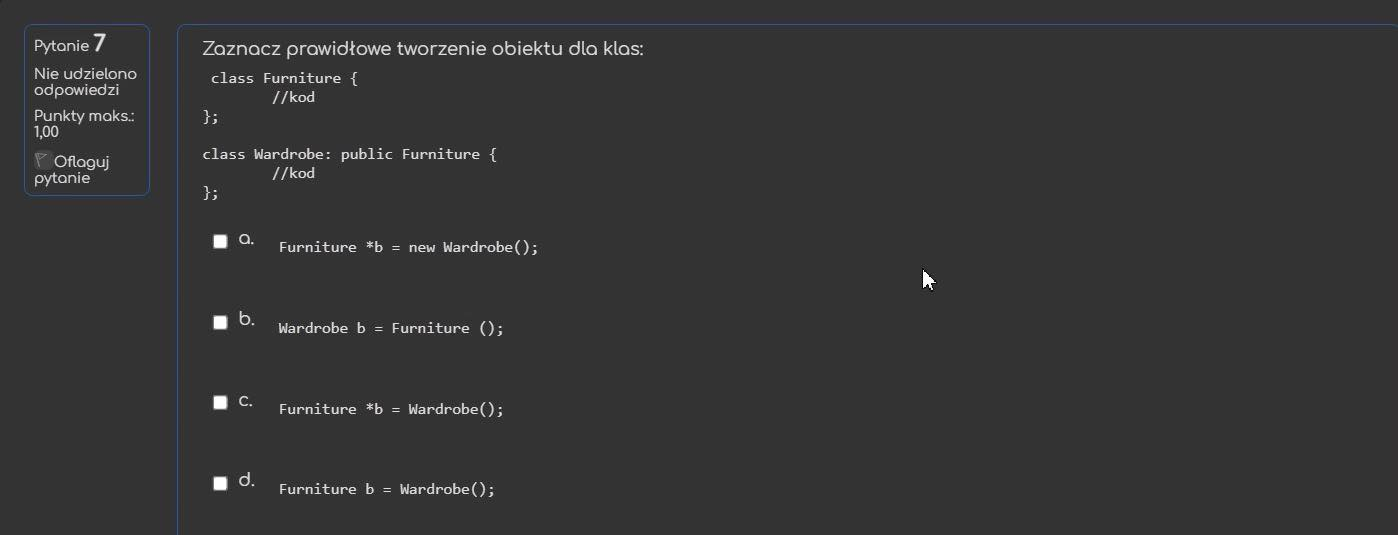 Pytanie 7
Nie udzielono
odpowiedzi
Punkty maks.:
1,00
Oflaguj
pytanie
Zaznacz prawidłowe tworzenie obiektu dla klas:
class Furniture {
//kod
};
class Wardrobe: public Furniture {
//kod
};
a. Furniture *b = new Wardrobe();
b. Wardrobe b = Furniture ();
c. Furniture *b = Wardrobe();
d. Furniture b = Wardrobe();